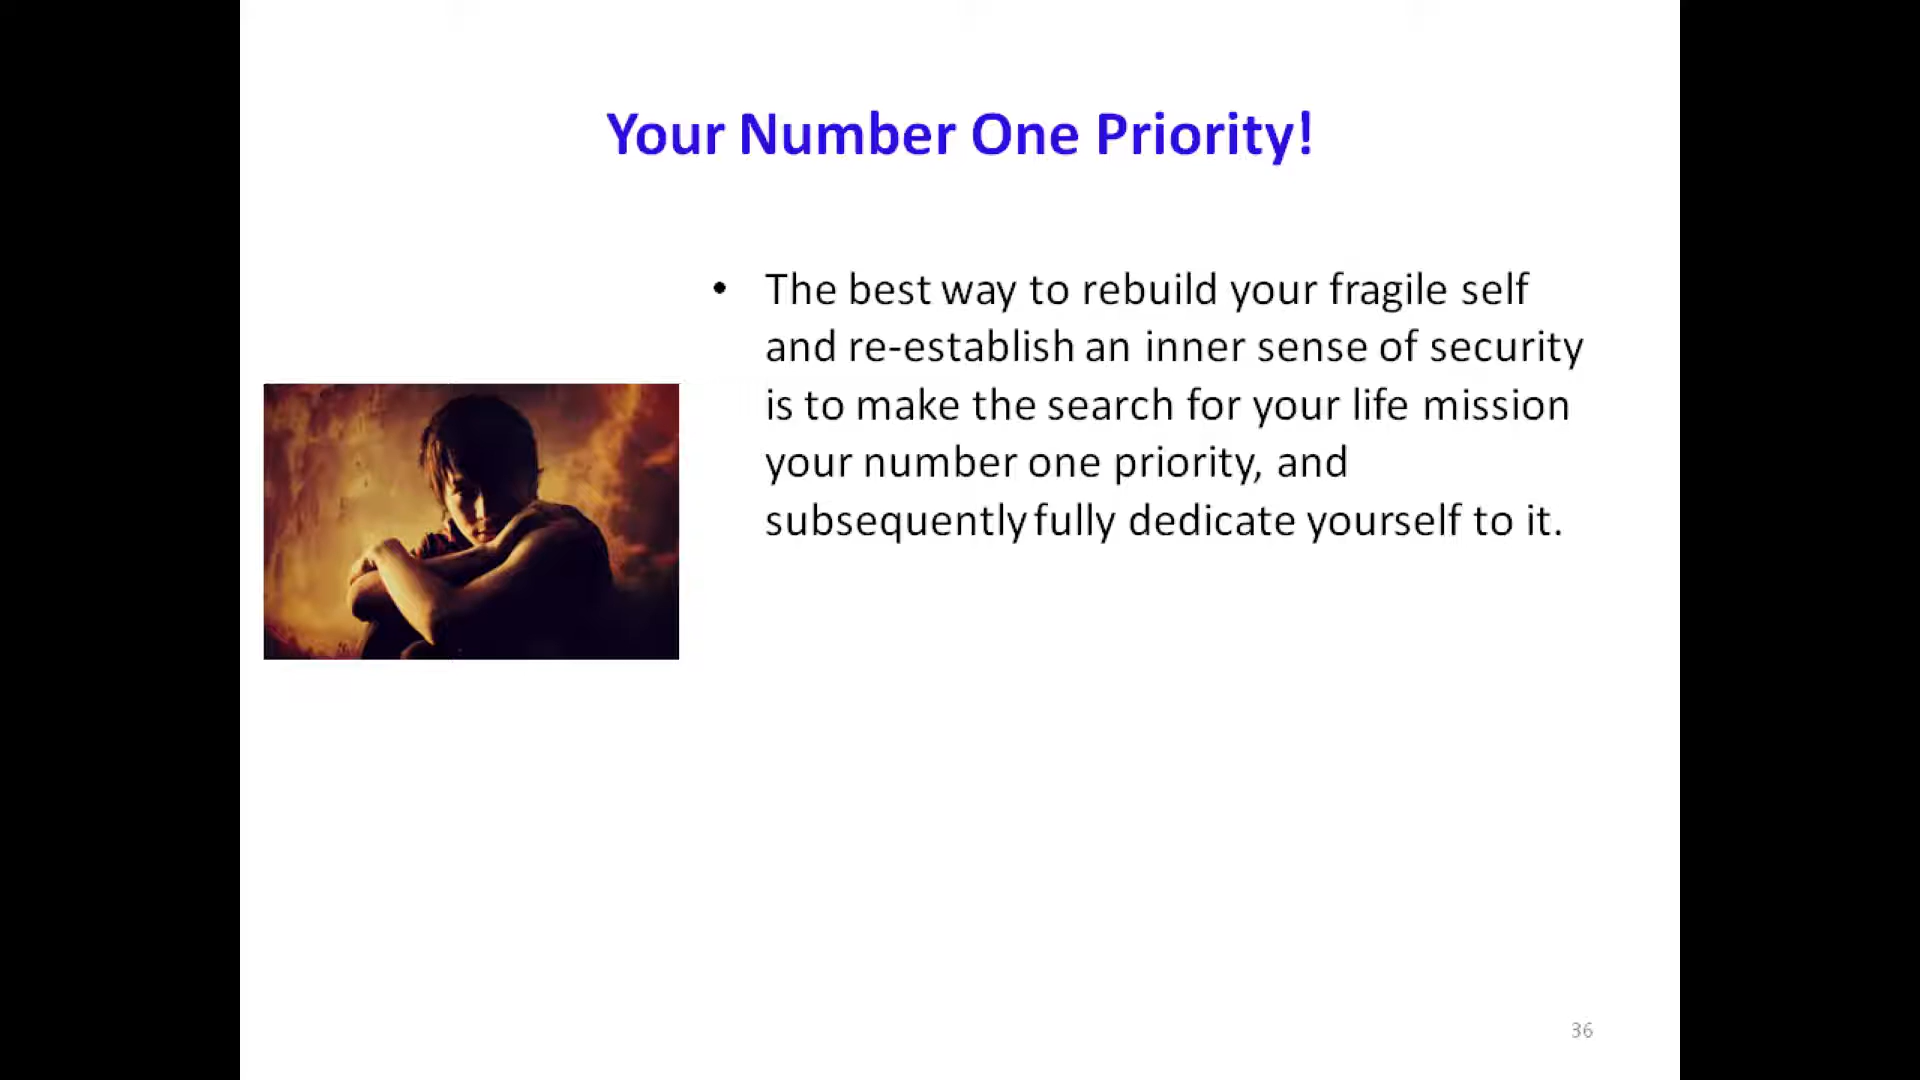 Your Number One Priority!
• The best way to rebuild your fragile self
and re-establish an inner sense of security
is to make the search for your life mission
your number one priority, and
subsequently fully dedicate yourself to it.
36